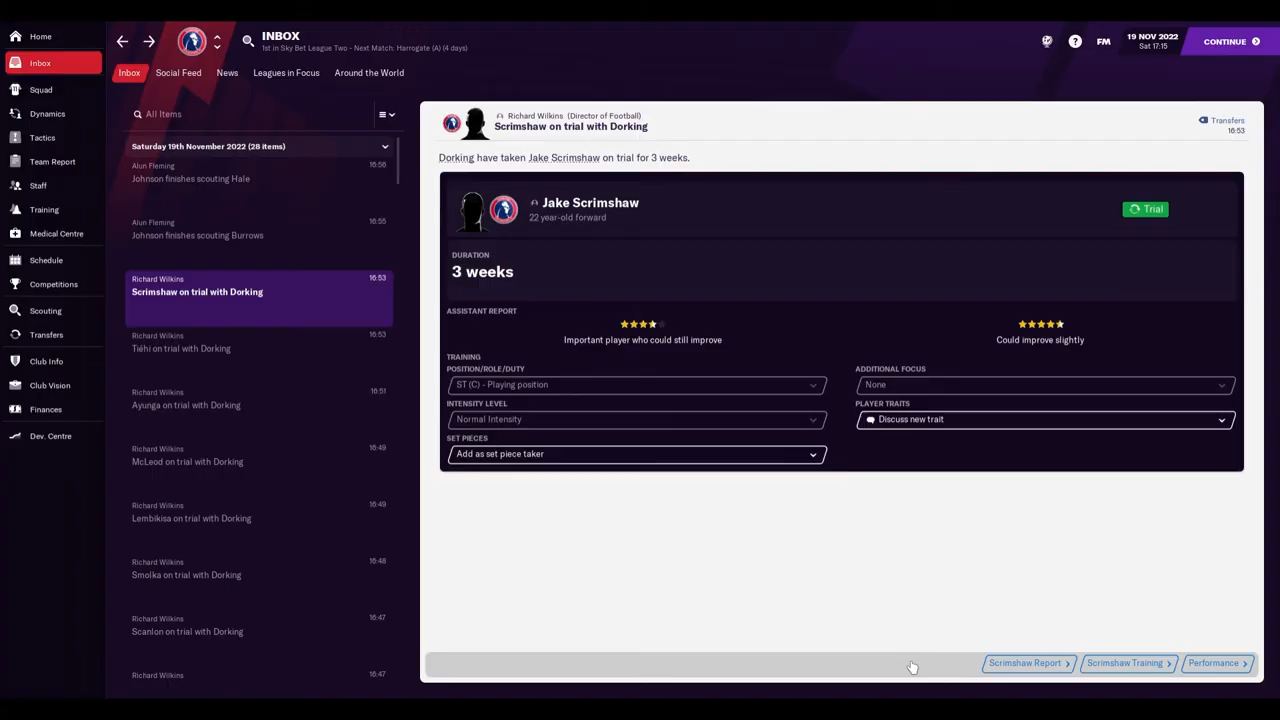 Home
Inbox
Squad
Dynamics
Tactics
Team Report
Staff
Training
Medical Centre
Schedule
Competitions
Scouting
Transfers
Club Info
Club Vision
Finances
Dev. Centre
INBOX
1st in Sky Bet League Two - Next Match: Harrogate (A) (4 days)
FM
19 NOV 2022
Sat 17:15
CONTINUE
Inbox
Social Feed
News
Leagues in Focus
Around the World
All Items
Saturday 19th November 2022 (28 items)
Alun Fleming 16:56
Johnson finishes scouting Hale
Alun Fleming 16:55
Johnson finishes scouting Burrows
Richard Wilkins 16:53
Scrimshaw on trial with Dorking
Richard Wilkins 16:53
Tiéhi on trial with Dorking
Richard Wilkins 16:51
Ayunga on trial with Dorking
Richard Wilkins 16:49
McLeod on trial with Dorking
Richard Wilkins 16:49
Lembikisa on trial with Dorking
Richard Wilkins 16:48
Smolka on trial with Dorking
Richard Wilkins 16:47
Scanlon on trial with Dorking
Richard Wilkins 16:47
Richard Wilkins (Director of Football)
Scrimshaw on trial with Dorking
Transfers
16:53
Dorking have taken Jake Scrimshaw on trial for 3 weeks.
Jake Scrimshaw
22 year-old forward
Trial
DURATION
3 weeks
ASSISTANT REPORT
Important player who could still improve
Could improve slightly
TRAINING
POSITION/ROLE/DUTY
ST (C) - Playing position
ADDITIONAL FOCUS
None
INTENSITY LEVEL
Normal Intensity
PLAYER TRAITS
Discuss new trait
SET PIECES
Add as set piece taker
Scrimshaw Report
Scrimshaw Training
Performance